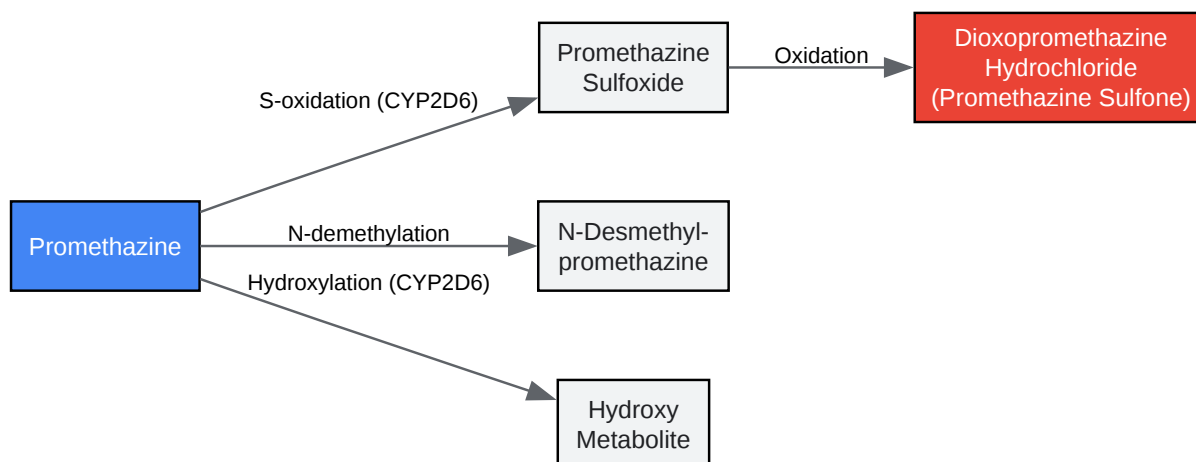 Promethazine
S-oxidation (CYP2D6)
Promethazine
Sulfoxide
Oxidation
Dioxopromethazine
Hydrochloride
(Promethazine Sulfone)
N-demethylation
N-Desmethyl-
promethazine
Hydroxylation (CYP2D6)
Hydroxy
Metabolite